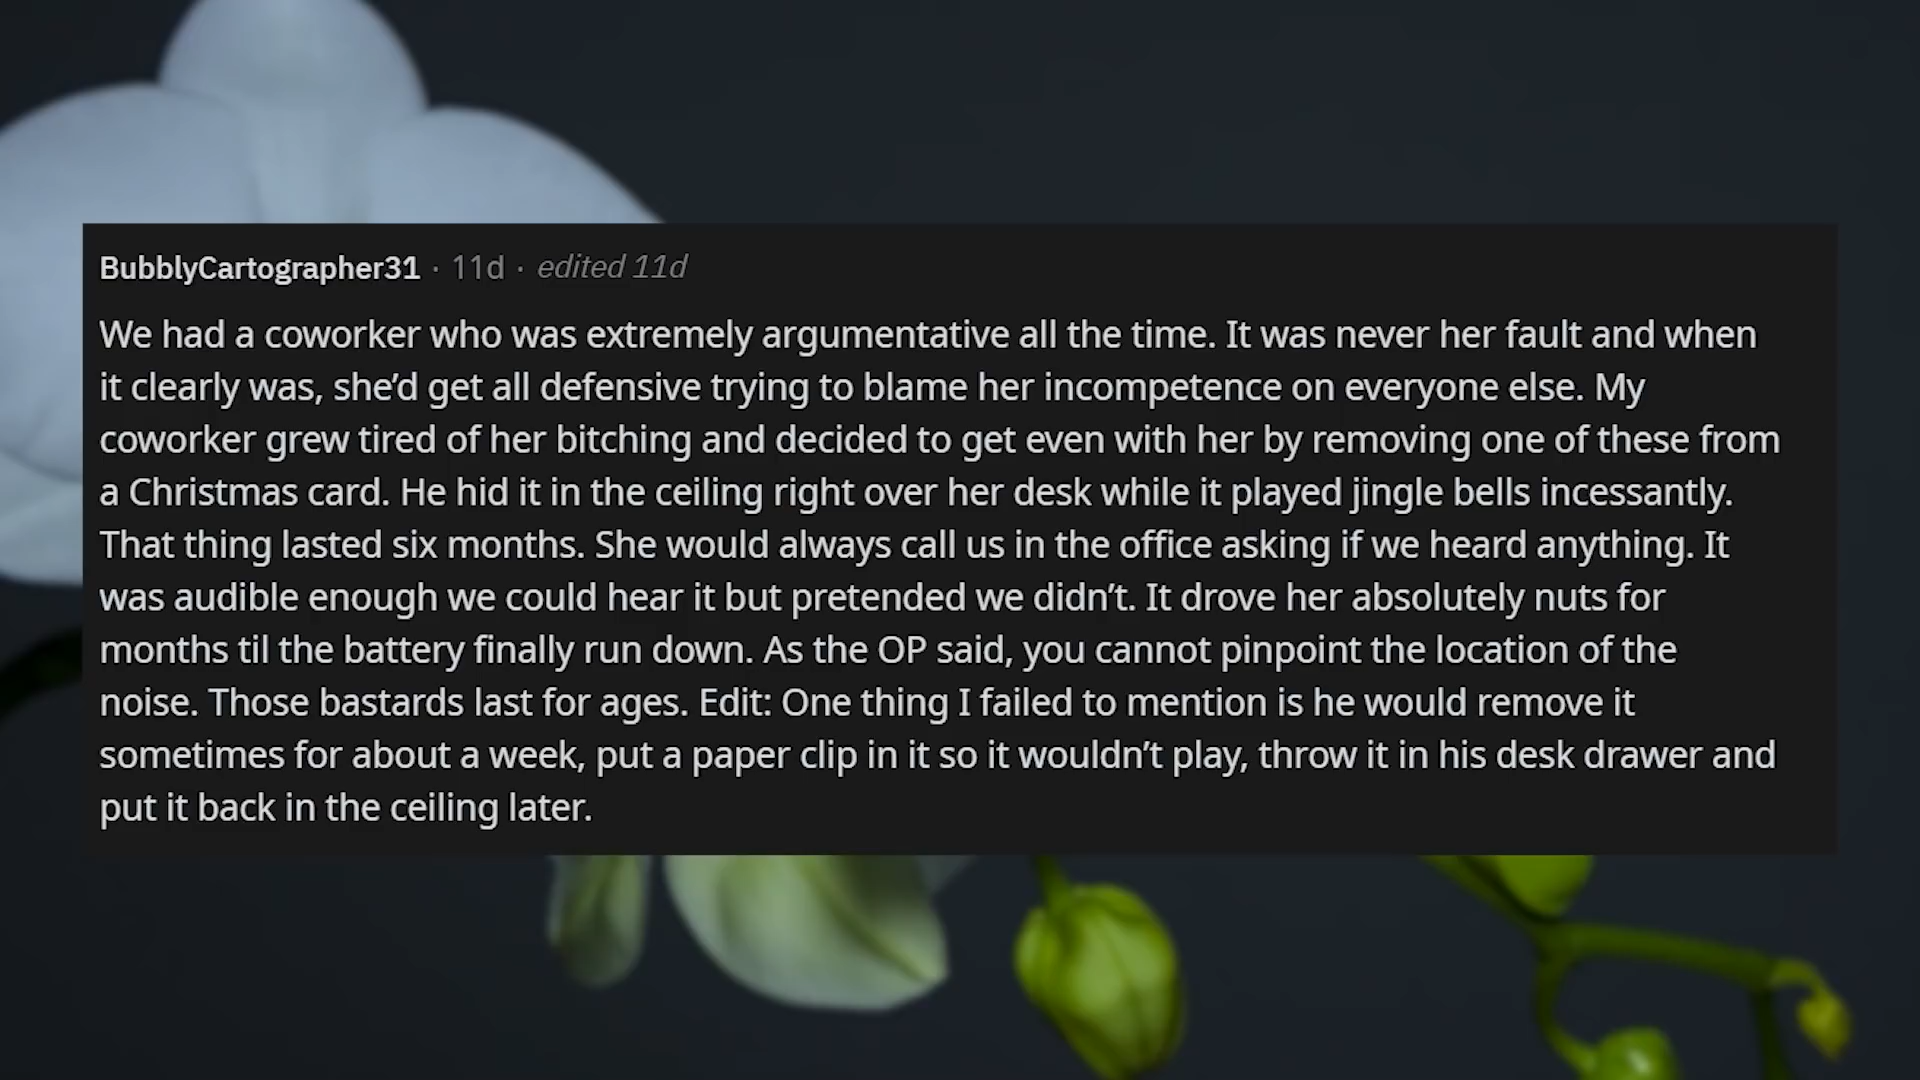 BubblyCartographer31 · 11d · edited 11d
We had a coworker who was extremely argumentative all the time. It was never her fault and when
it clearly was, she’d get all defensive trying to blame her incompetence on everyone else. My
coworker grew tired of her bitching and decided to get even with her by removing one of these from
a Christmas card. He hid it in the ceiling right over her desk while it played jingle bells incessantly.
That thing lasted six months. She would always call us in the office asking if we heard anything. It
was audible enough we could hear it but pretended we didn’t. It drove her absolutely nuts for
months til the battery finally run down. As the OP said, you cannot pinpoint the location of the
noise. Those bastards last for ages. Edit: One thing I failed to mention is he would remove it
sometimes for about a week, put a paper clip in it so it wouldn’t play, throw it in his desk drawer and
put it back in the ceiling later.